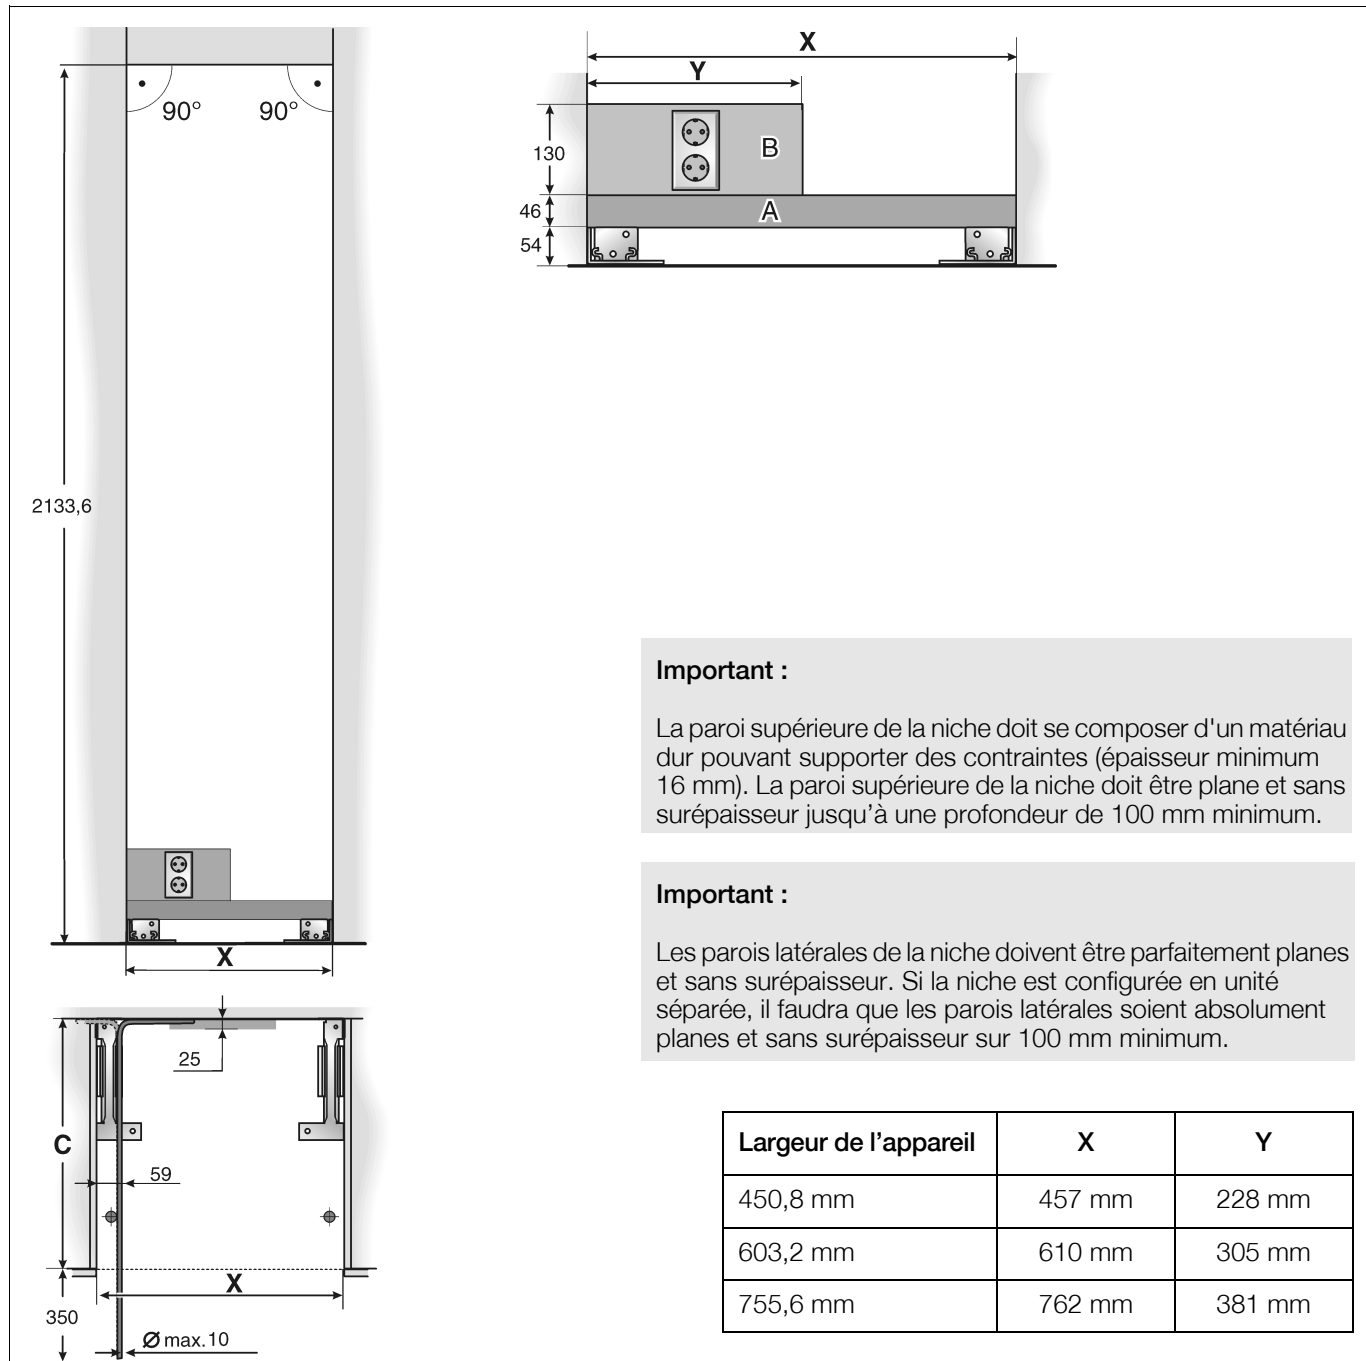 90°
90°
2133,6
X
X
Y
130
B
46
A
54
25
C
59
X
350
Ø max.10
Important :
La paroi supérieure de la niche doit se composer d'un matériau
dur pouvant supporter des contraintes (épaisseur minimum
16 mm). La paroi supérieure de la niche doit être plane et sans
surépaisseur jusqu’à une profondeur de 100 mm minimum.
Important :
Les parois latérales de la niche doivent être parfaitement planes
et sans surépaisseur. Si la niche est configurée en unité
séparée, il faudra que les parois latérales soient absolument
planes et sans surépaisseur sur 100 mm minimum.
Largeur de l’appareil X Y
450,8 mm 457 mm 228 mm
603,2 mm 610 mm 305 mm
755,6 mm 762 mm 381 mm